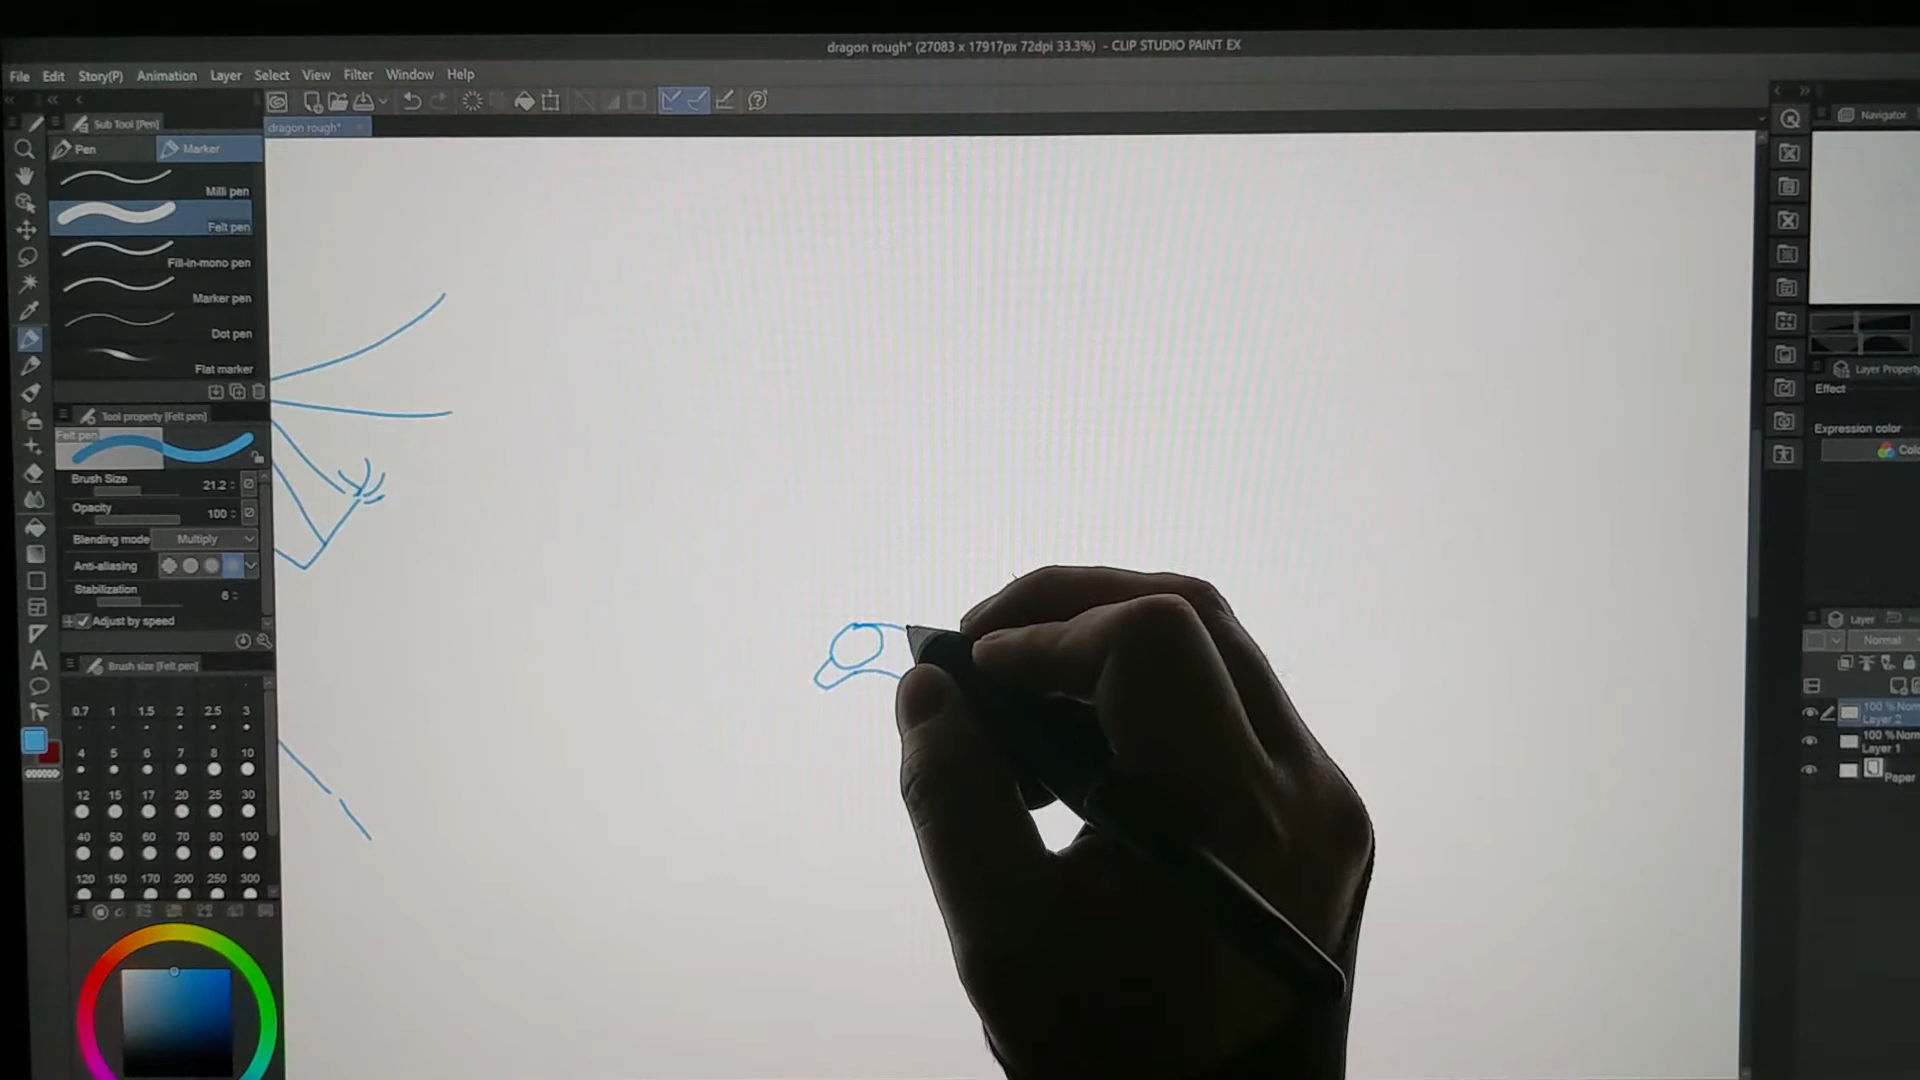 dragon rough* (27083 x 17917px 72dpi 33.3%) - CLIP STUDIO PAINT EX
File Edit Story(P) Animation Layer Select View Filter Window Help
Sub Tool [Pen]
dragon rough*
Navigator
Pen Marker
Milli pen
Felt pen
Fill-in-mono pen
Marker pen
Dot pen
Flat marker
Tool property [Felt pen]
Felt pen
Brush Size 21.2
Opacity 100
Blending mode Multiply
Anti-aliasing
Stabilization 6
Adjust by speed
Brush size [Felt pen]
0.7 1 1.5 2 2.5 3
4 5 6 7 8 10
12 15 17 20 25 30
40 50 60 70 80 100
120 150 170 200 250 300
Layer Property
Effect
Expression color
Colo
Layer
Normal
100 % Norm
Layer 2
100 % Norm
Layer 1
Paper